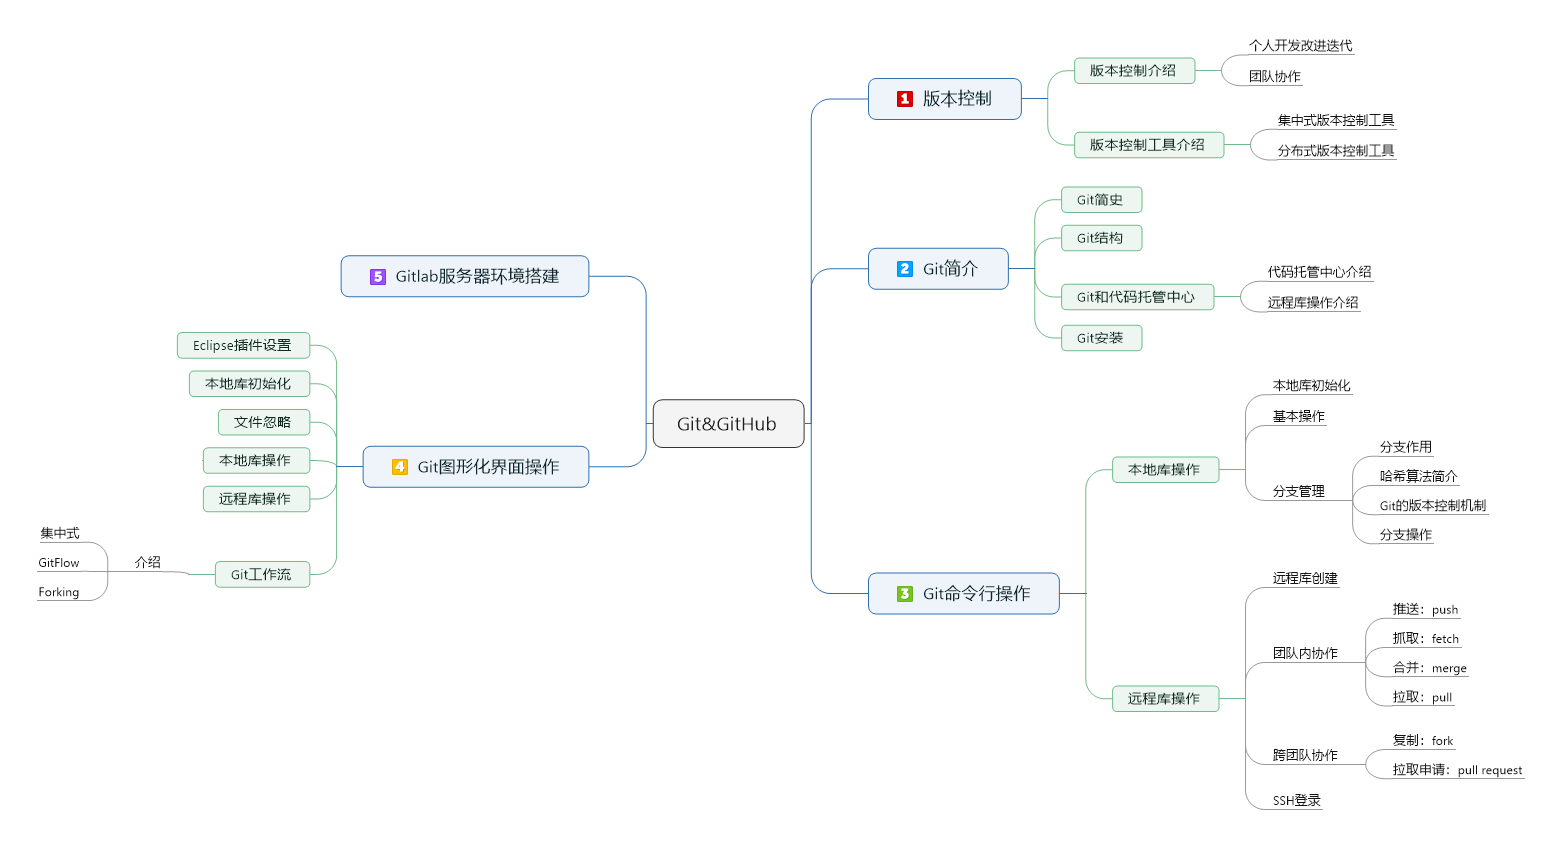 Git&GitHub
1 版本控制
版本控制介绍
个人开发改进迭代
团队协作
版本控制工具介绍
集中式版本控制工具
分布式版本控制工具
2 Git简介
Git简史
Git结构
Git和代码托管中心
代码托管中心介绍
远程库操作介绍
Git安装
3 Git命令行操作
本地库操作
本地库初始化
基本操作
分支管理
分支作用
哈希算法简介
Git的版本控制机制
分支操作
远程库操作
远程库创建
团队内协作
推送：push
抓取：fetch
合并：merge
拉取：pull
跨团队协作
复制：fork
拉取申请：pull request
SSH登录
4 Git图形化界面操作
Eclipse插件设置
本地库初始化
文件忽略
本地库操作
远程库操作
Git工作流
介绍
集中式
GitFlow
Forking
5 Gitlab服务器环境搭建